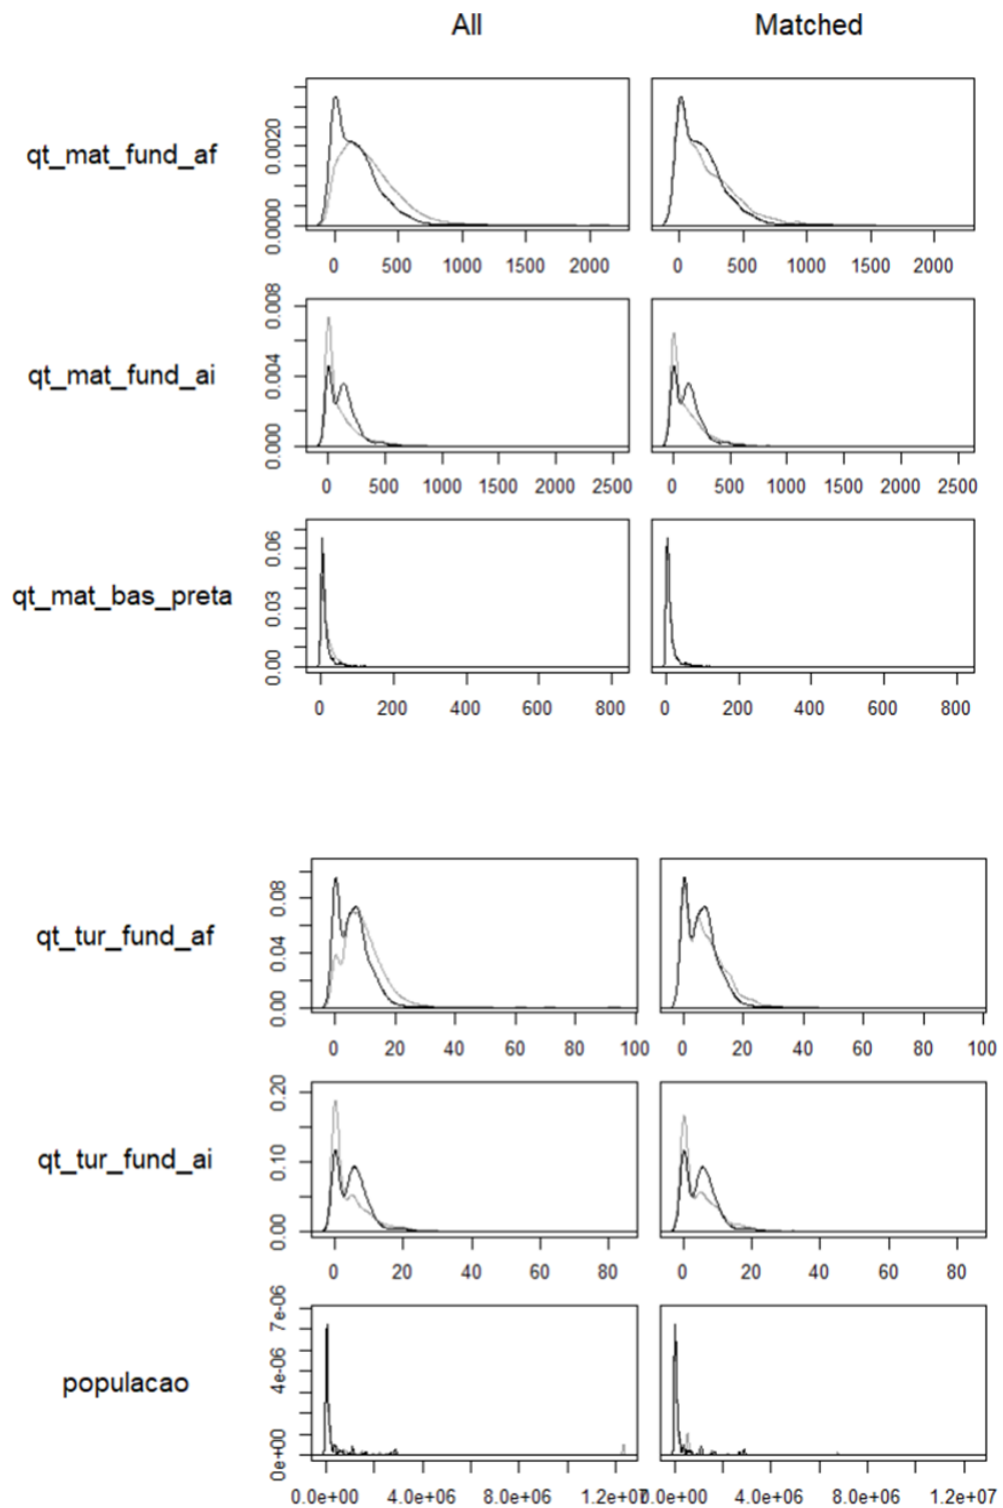 All Matched
qt_mat_fund_af
0.0000 0.0020
0 500 1000 1500 2000 0 500 1000 1500 2000
qt_mat_fund_ai
0.000 0.004 0.008
0 500 1000 1500 2000 2500 0 500 1000 1500 2000 2500
qt_mat_bas_preta
0.00 0.03 0.06
0 200 400 600 800 0 200 400 600 800
qt_tur_fund_af
0.00 0.04 0.08
0 20 40 60 80 100 0 20 40 60 80 100
qt_tur_fund_ai
0.00 0.10 0.20
0 20 40 60 80 0 20 40 60 80
populacao
0e+00 4e-06 7e-06
0.0e+00 4.0e+06 8.0e+06 1.2e+07 0.0e+00 4.0e+06 8.0e+06 1.2e+07